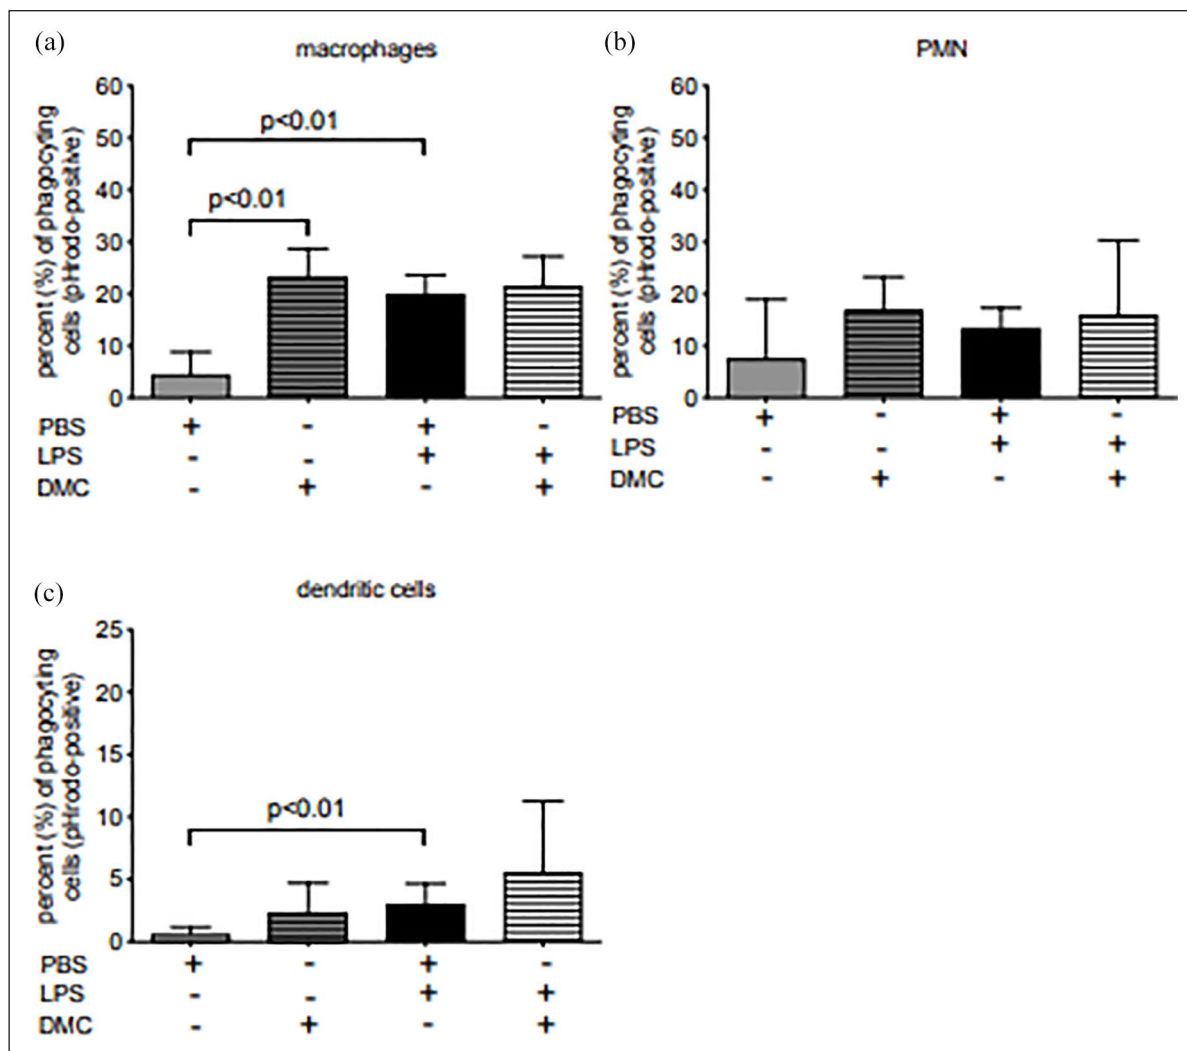 (a)
macrophages
percent (%) of phagocyting
cells (pHrodo-positive)
60
50
40
30
20
10
0
p<0.01
p<0.01
PBS + - + -
LPS - - + +
DMC - + - +
(b)
PMN
percent (%) of phagocyting
cells (pHrodo-positive)
60
50
40
30
20
10
0
PBS + - + -
LPS - - + +
DMC - + - +
(c)
dendritic cells
percent (%) of phagocyting
cells (pHrodo-positive)
25
20
15
10
5
0
p<0.01
PBS + - + -
LPS - - + +
DMC - + - +